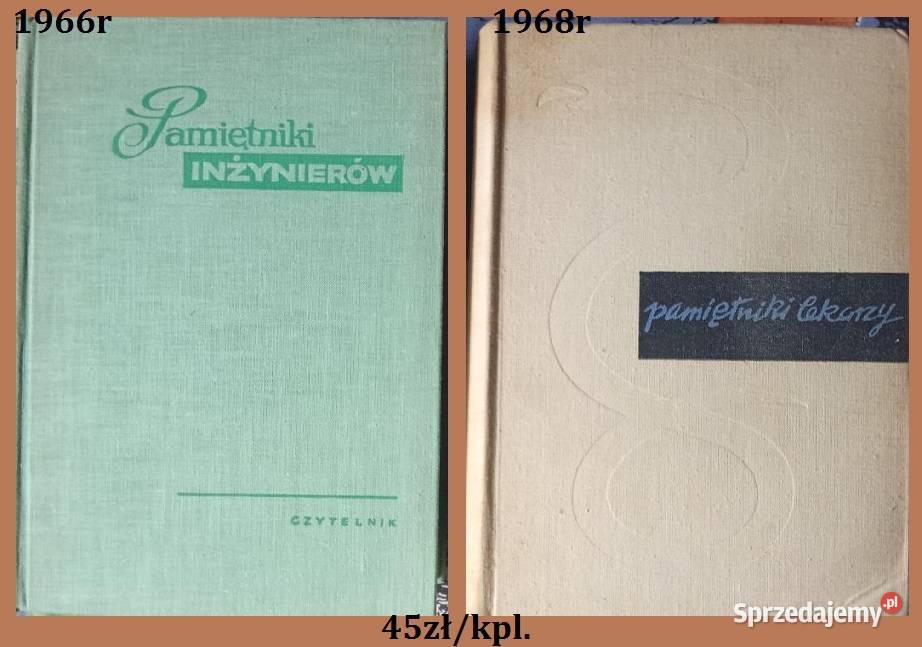 1966r
Pamiętniki
INŻYNIERÓW
CZYTELNIK
1968r
pamiętniki lekarzy
45zł/kpl.
Sprzedajemy.pl